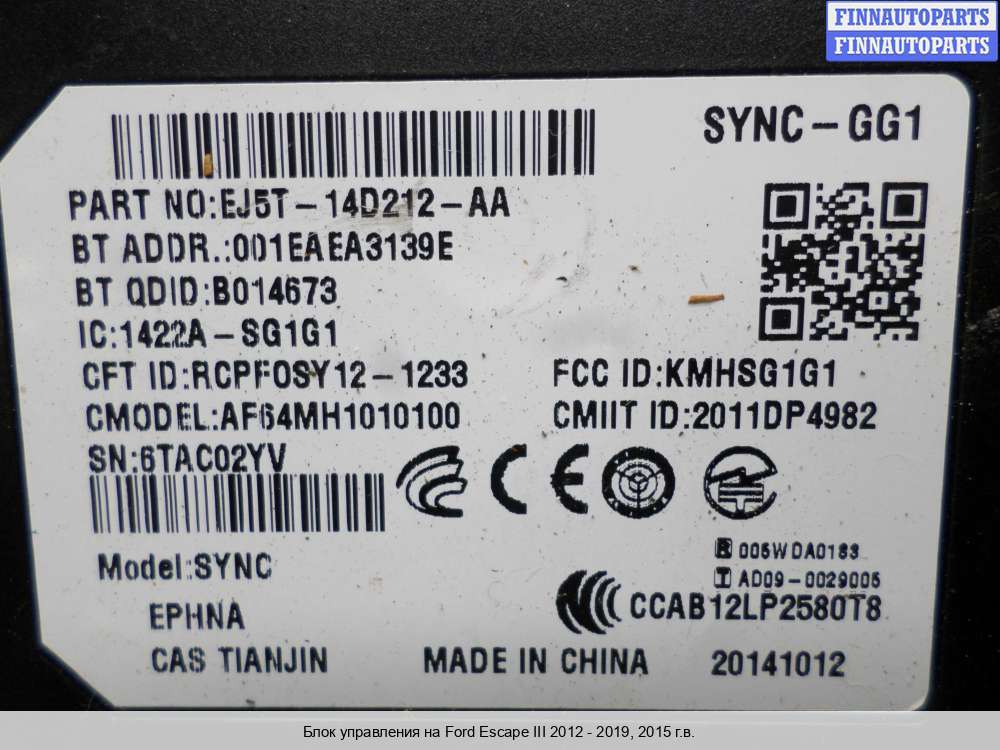 FINNAUTOPARTS
FINNAUTOPARTS
SYNC-GG1
PART NO:EJ5T-14D212-AA
BT ADDR.:001EAEA3139E
BT QDID:B014673
IC:1422A-SG1G1
CFT ID:RCPFOSY12-1233
FCC ID:KMHSG1G1
CMODEL:AF64MH1010100
CMIIT ID:2011DP4982
SN:6TAC02YV
CE
R 005WDA0183
T AD09-0029005
Model:SYNC
CCAB12LP2580T8
EPHNA
CAS TIANJIN
MADE IN CHINA
20141012
Блок управления на Ford Escape III 2012 - 2019, 2015 г.в.